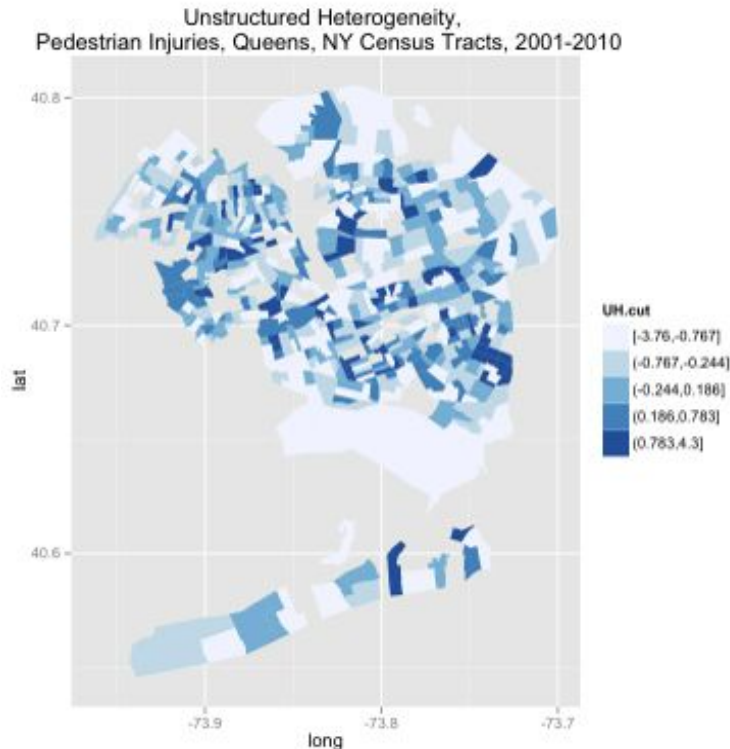 Unstructured Heterogeneity,
Pedestrian Injuries, Queens, NY Census Tracts, 2001-2010
40.8
40.7
40.6
lat
-73.9
-73.8
-73.7
long
UH.cut
[-3.76,-0.767]
(-0.767,-0.244]
(-0.244,0.186]
(0.186,0.783]
(0.783,4.3]